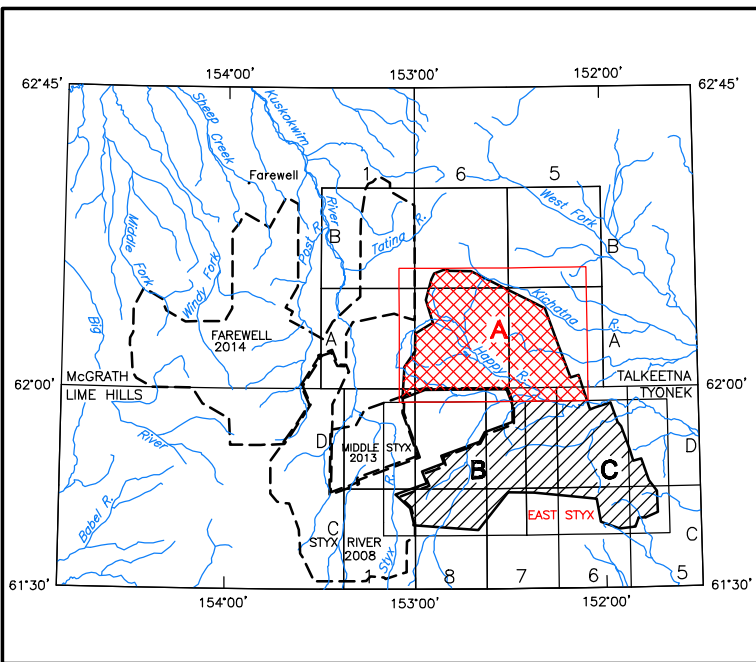 154°00'
153°00'
152°00'
62°45'
62°45'
Kuskokwim
Sheep Creek
Farewell
1
6
5
West Fork
River
Post R.
B
Tatina R.
B
Middle Fork
Windy Fork
Kichatna R.
Big
FAREWELL
2014
A
A
A
Happy R.
McGRATH
TALKEETNA
62°00'
62°00'
LIME HILLS
TYONEK
River
D
MIDDLE STYX
2013
D
B
C
R.
Babel R.
C
STYX RIVER
2008
EAST STYX
C
Styx
61°30'
1
8
7
6
5
61°30'
154°00'
153°00'
152°00'